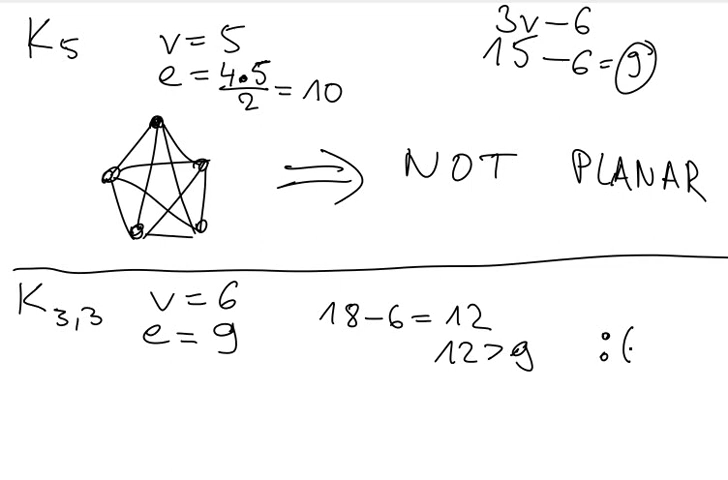 K5 v = 5 3v - 6
e = 4·5/2 = 10 15 - 6 = 9
⇒ NOT PLANAR
K3,3 v = 6 18 - 6 = 12
e = 9 12 > 9 :(